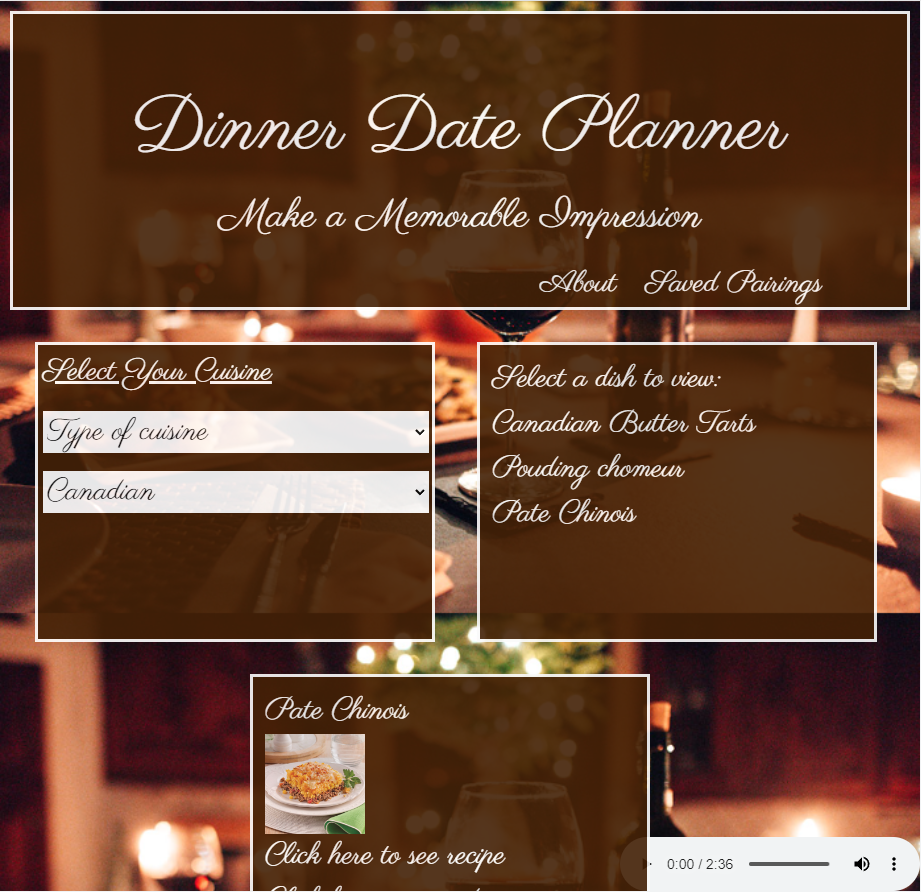 Dinner Date Planner
Make a Memorable Impression
About Saved Pairings
Select Your Cuisine
Type of cuisine
Canadian
Select a dish to view:
Canadian Butter Tarts
Pouding chomeur
Pate Chinois
Pate Chinois
Click here to see recipe
0:00 / 2:36